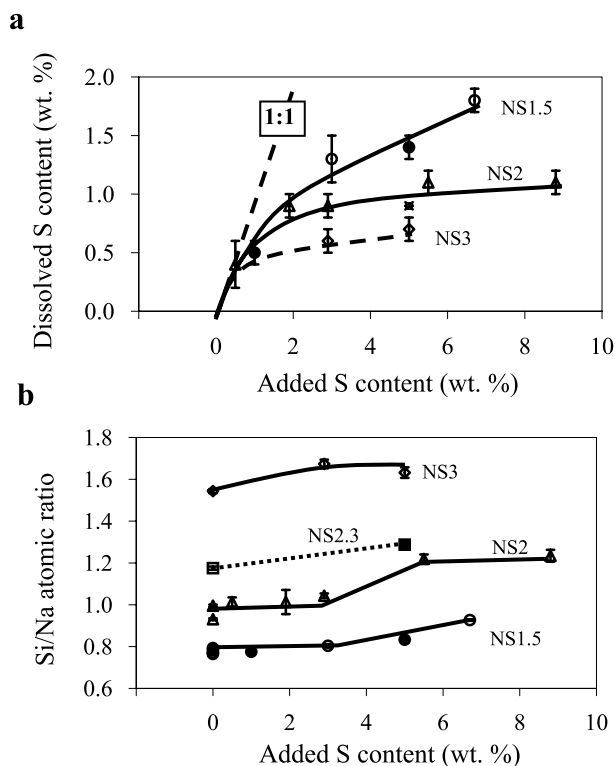 a
Dissolved S content (wt. %)
2.0
1.5
1.0
0.5
0.0
1:1
NS1.5
NS2
NS3
0 2 4 6 8 10
Added S content (wt. %)
b
Si/Na atomic ratio
1.8
1.6
1.4
1.2
1.0
0.8
0.6
NS3
NS2.3
NS2
NS1.5
0 2 4 6 8 10
Added S content (wt. %)